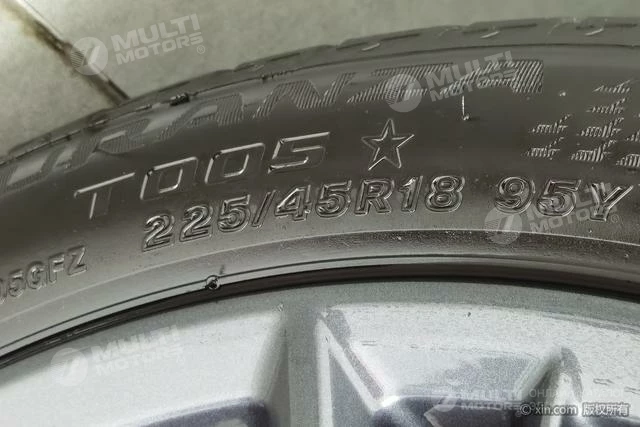 MULTI MOTORS
MULTI MOTORS
TURANZA
T005
225/45R18 95Y
05GFZ
MULTI MOTORS
MULTI MOTORS
MULTI MOTORS
©xin.com 版权所有